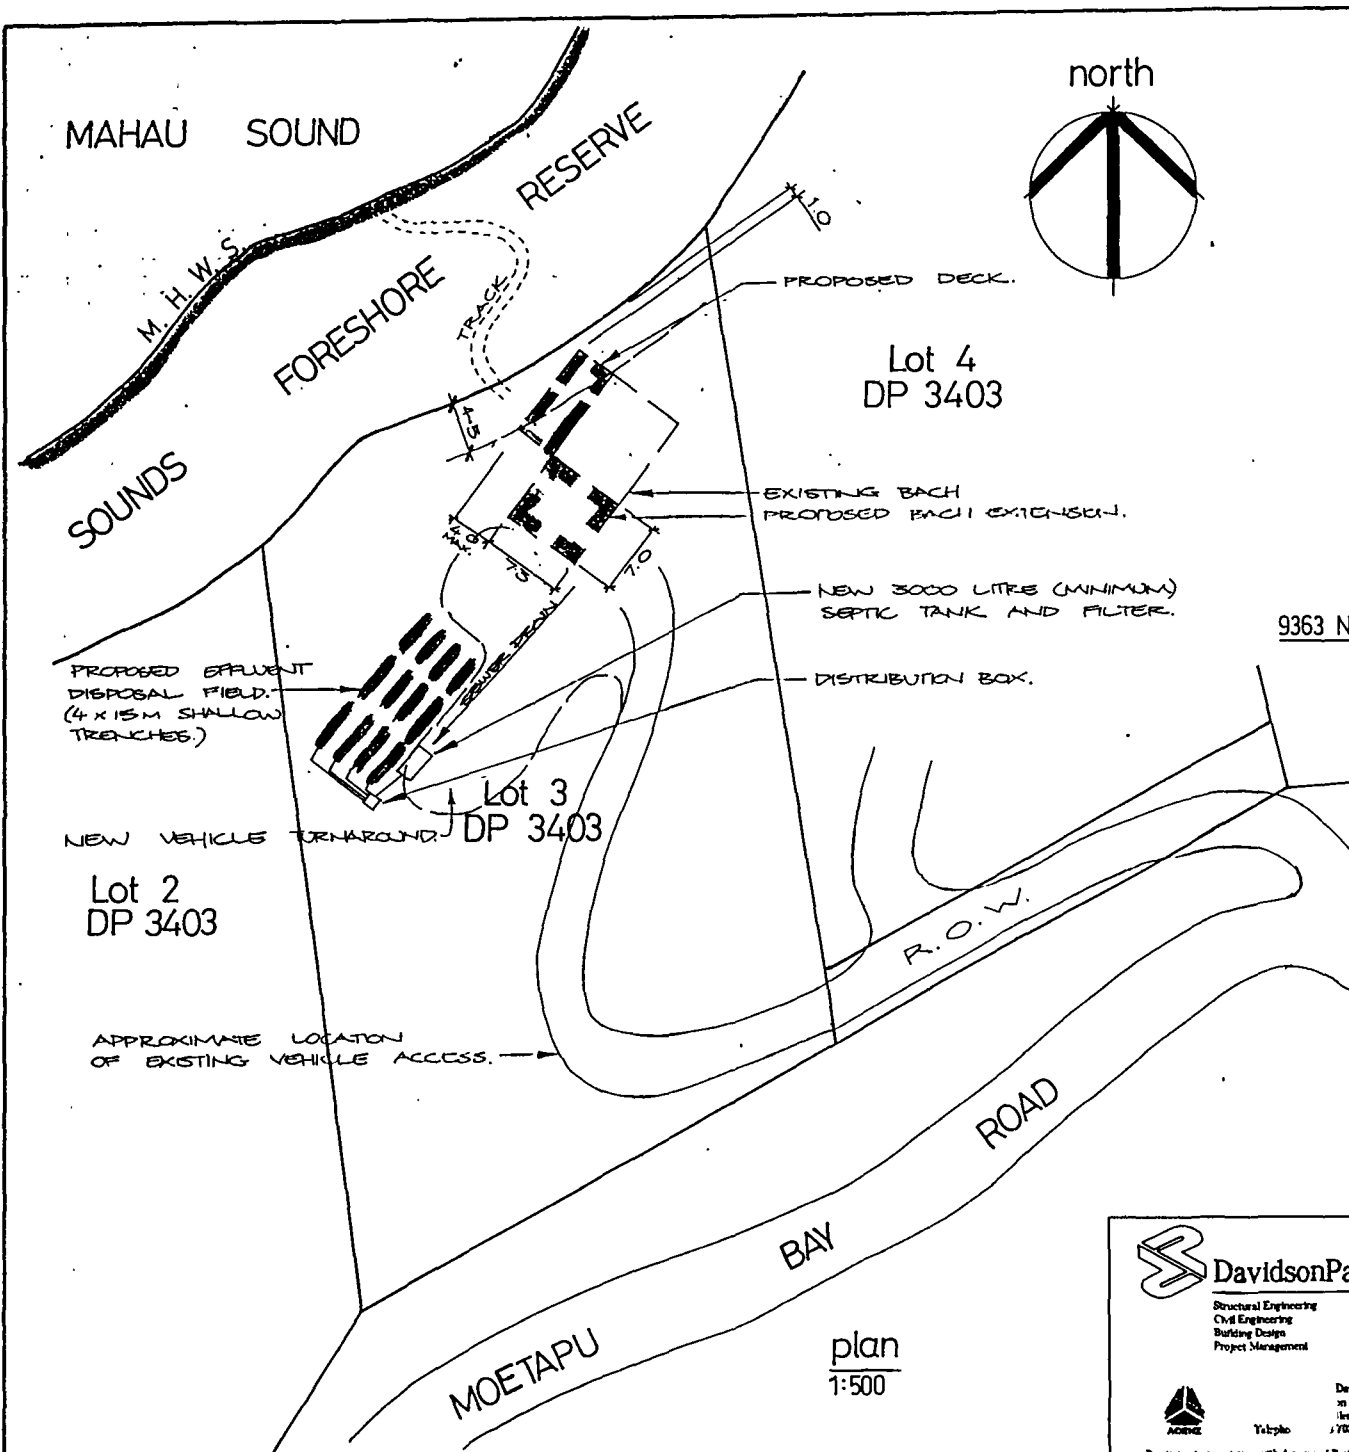 north
MAHAU SOUND
RESERVE
1.0
M. H. W. S.
TRACK
PROPOSED DECK.
FORESHORE
Lot 4
DP 3403
4.5
SOUNDS
EXISTING BACH
PROPOSED BACH EXTENSION.
4.0
MAX.
7.3
7.0
NEW 3000 LITRE (MINIMUM)
SEPTIC TANK AND FILTER.
9363 N
SEWER DRAIN
PROPOSED EFFLUENT
DISPOSAL FIELD.
(4 x 15M SHALLOW
TRENCHES.)
DISTRIBUTION BOX.
Lot 3
DP 3403
NEW VEHICLE TURNAROUND.
Lot 2
DP 3403
R.O.W.
APPROXIMATE LOCATION
OF EXISTING VEHICLE ACCESS.
MOETAPU BAY ROAD
plan
1:500
DavidsonPa
Structural Engineering
Civil Engineering
Building Design
Project Management
ACENZ